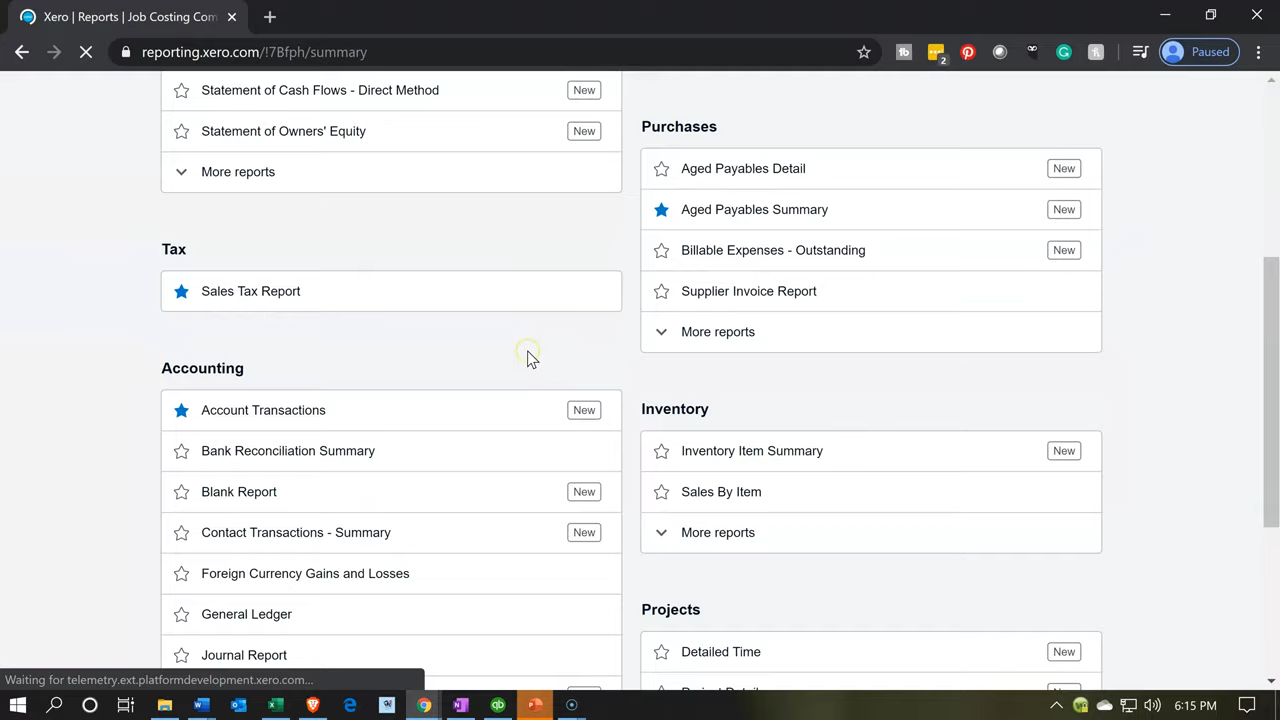 Xero | Reports | Job Costing Com
reporting.xero.com/!7Bfph/summary
2
Paused
Statement of Cash Flows - Direct Method
New
Statement of Owners' Equity
New
More reports
Tax
Sales Tax Report
Accounting
Account Transactions
New
Bank Reconciliation Summary
Blank Report
New
Contact Transactions - Summary
New
Foreign Currency Gains and Losses
General Ledger
Journal Report
Purchases
Aged Payables Detail
New
Aged Payables Summary
New
Billable Expenses - Outstanding
New
Supplier Invoice Report
More reports
Inventory
Inventory Item Summary
New
Sales By Item
More reports
Projects
Detailed Time
New
Waiting for telemetry.ext.platformdevelopment.xero.com...
6:15 PM